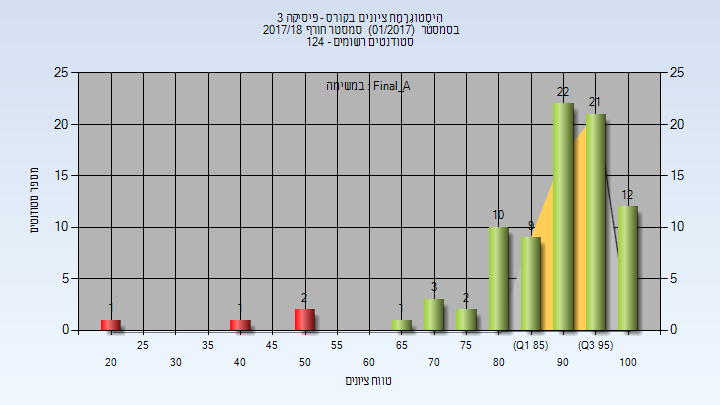 היסטוגרמת ציונים בקורס - פיסיקה 3
בסמסטר (01/2017) סמסטר חורף 2017/18
סטודנטים רשומים - 124
במשימה : Final_A
מספר סטודנטים
25 25
20 20
15 15
10 10
5 5
0 0
1 1 2 1 3 2 10 9 22 21 12
25 35 45 55 65 75 (Q1 85) (Q3 95)
20 30 40 50 60 70 80 90 100
טווח ציונים